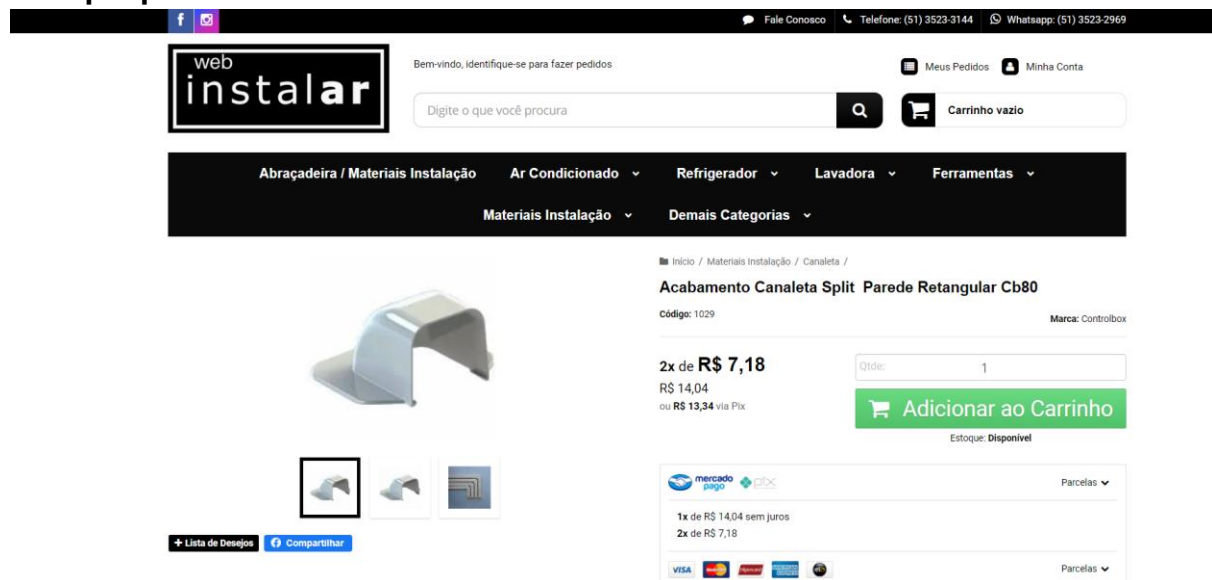 Fale Conosco
Telefone: (51) 3523-3144
Whatsapp: (51) 3523-2969
web
instalar
Bem-vindo, identifique-se para fazer pedidos
Meus Pedidos
Minha Conta
Digite o que você procura
Carrinho vazio
Abraçadeira / Materiais Instalação
Ar Condicionado
Refrigerador
Lavadora
Ferramentas
Materiais Instalação
Demais Categorias
Início / Materiais Instalação / Canaleta /
Acabamento Canaleta Split Parede Retangular Cb80
Código: 1029
Marca: Controlbox
2x de R$ 7,18
R$ 14,04
ou R$ 13,34 via Pix
Qtde: 1
Adicionar ao Carrinho
Estoque: Disponível
mercado
pago
pix
Parcelas
1x de R$ 14,04 sem juros
2x de R$ 7,18
+ Lista de Desejos
Compartilhar
VISA
Parcelas